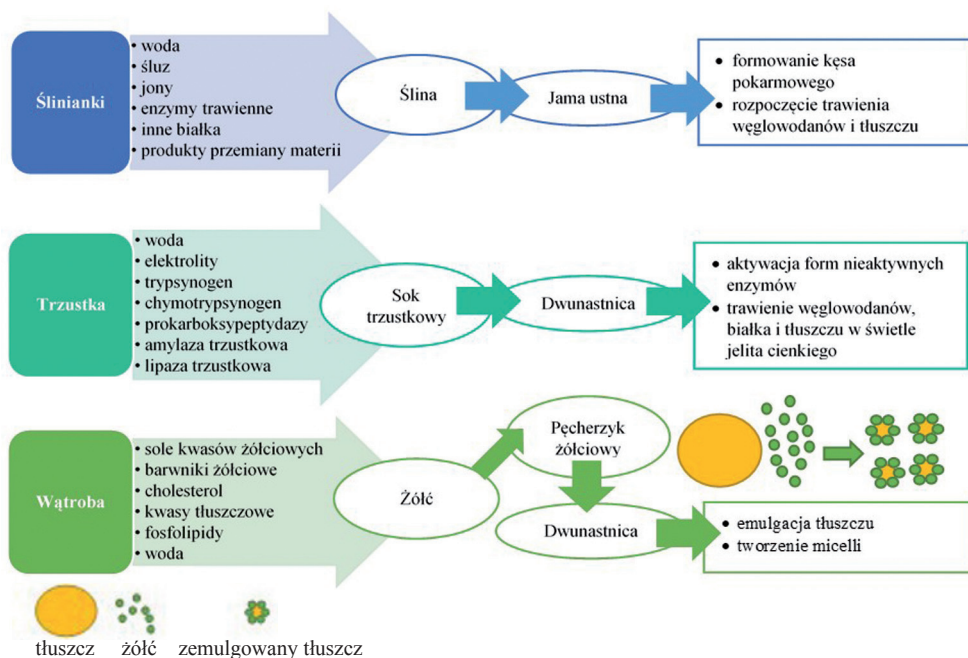 Ślinianki
• woda
• śluz
• jony
• enzymy trawienne
• inne białka
• produkty przemiany materii
Ślina
Jama ustna
• formowanie kęsa
pokarmowego
• rozpoczęcie trawienia
węglowodanów i tłuszczu
Trzustka
• woda
• elektrolity
• trypsynogen
• chymotrypsynogen
• prokarboksypeptydazy
• amylaza trzustkowa
• lipaza trzustkowa
Sok
trzustkowy
Dwunastnica
• aktywacja form nieaktywnych
enzymów
• trawienie węglowodanów,
białka i tłuszczu w świetle
jelita cienkiego
Wątroba
• sole kwasów żółciowych
• barwniki żółciowe
• cholesterol
• kwasy tłuszczowe
• fosfolipidy
• woda
Żółć
Pęcherzyk
żółciowy
Dwunastnica
• emulgacja tłuszczu
• tworzenie micelli
tłuszcz żółć zemulgowany tłuszcz